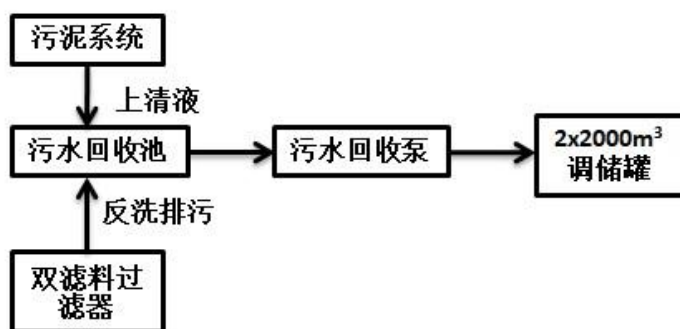 污泥系统
上清液
污水回收池
污水回收泵
2x2000m³
调储罐
反洗排污
双滤料过
滤器